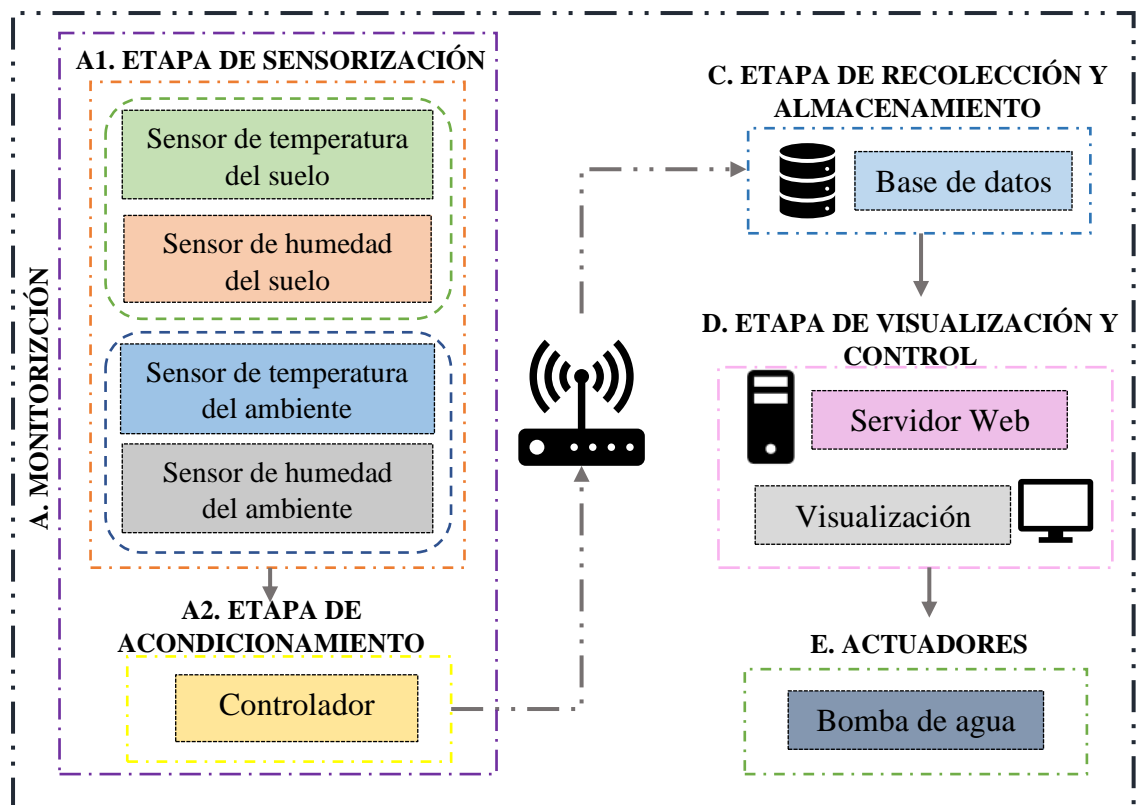 A. MONITORIZCIÓN
A1. ETAPA DE SENSORIZACIÓN
Sensor de temperatura
del suelo
Sensor de humedad
del suelo
Sensor de temperatura
del ambiente
Sensor de humedad
del ambiente
A2. ETAPA DE
ACONDICIONAMIENTO
Controlador
C. ETAPA DE RECOLECCIÓN Y
ALMACENAMIENTO
Base de datos
D. ETAPA DE VISUALIZACIÓN Y
CONTROL
Servidor Web
Visualización
E. ACTUADORES
Bomba de agua